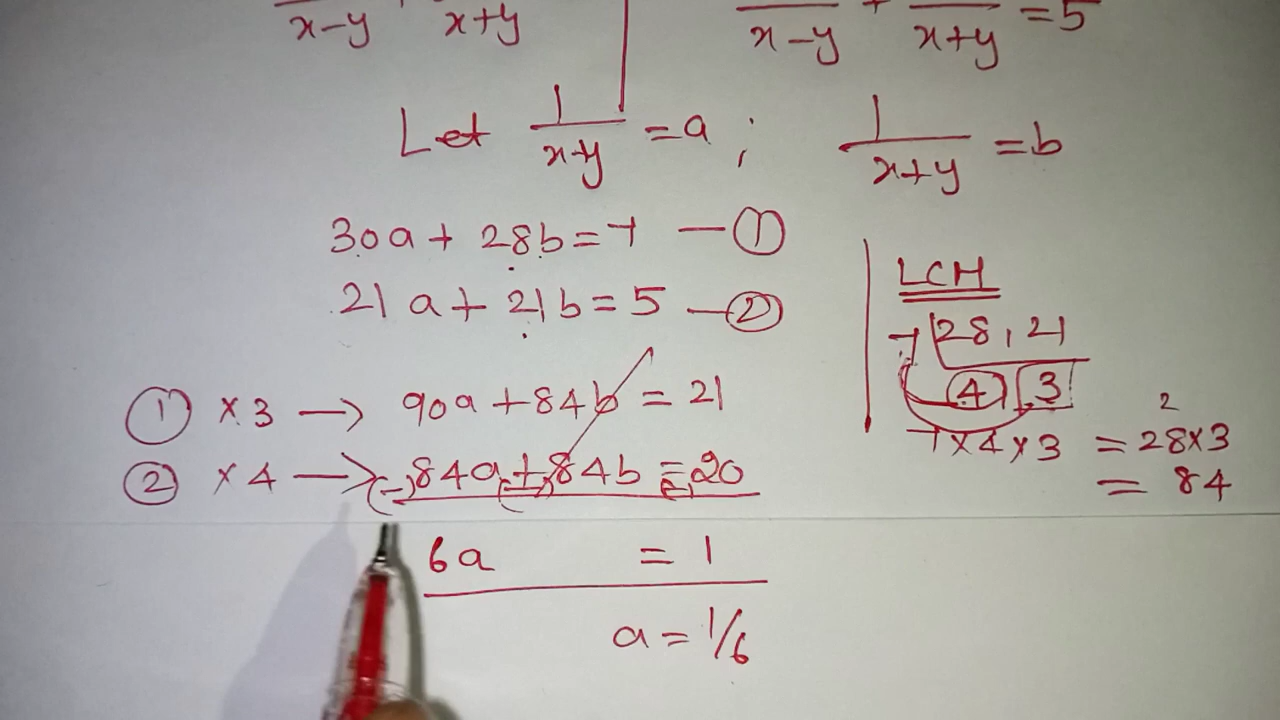 x-y x+y x-y + x+y = 5
Let 1/x-y = a ; 1/x+y = b
30a + 28b = 7 — ①
21a + 21b = 5 — ②
① ×3 → 90a + 84b = 21
② ×4 → (-)84a +(-) 84b =(-) 20
6a = 1
a = 1/6
LCM
7 | 28, 21
4, 3
7×4×3 = 28×3
2
= 84